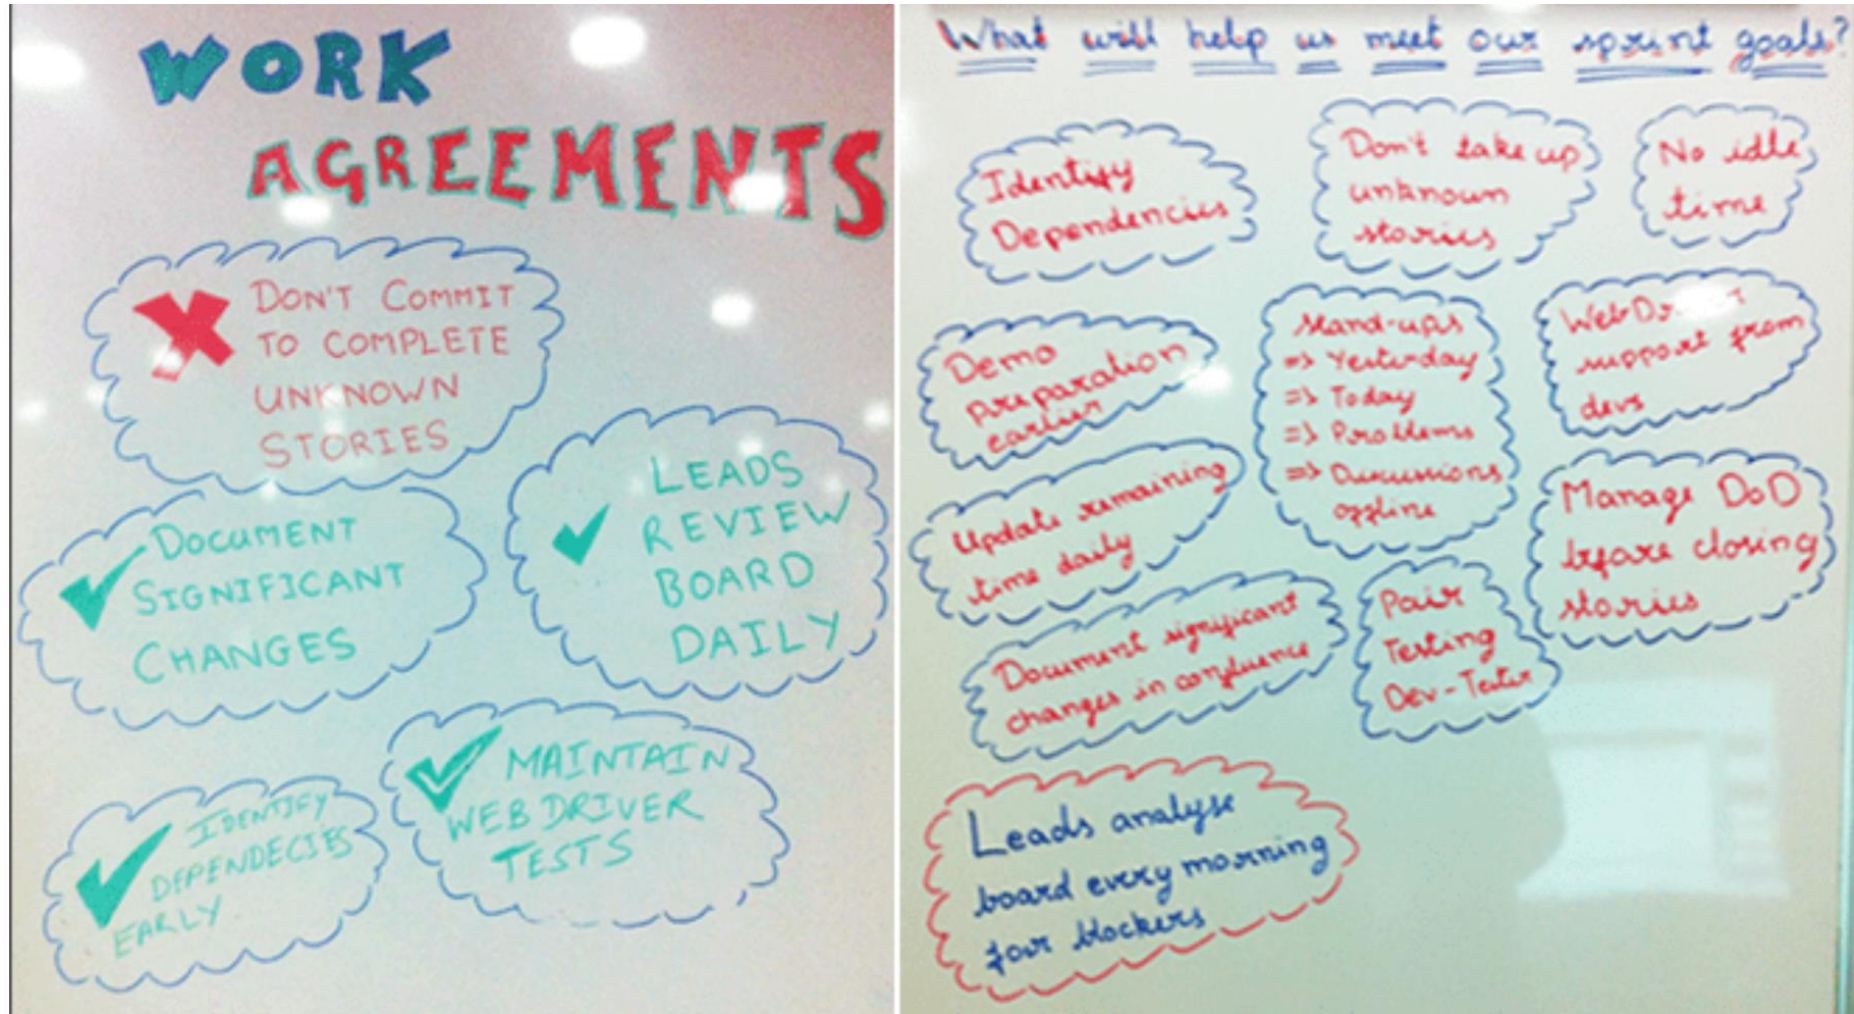 WORK
AGREEMENTS
DON'T COMMIT
TO COMPLETE
UNKNOWN
STORIES
DOCUMENT
SIGNIFICANT
CHANGES
LEADS
REVIEW
BOARD
DAILY
IDENTIFY
DEPENDECIES
EARLY
MAINTAIN
WEBDRIVER
TESTS
What will help us meet our sprint goals?
Identify
Dependencies
Don't take up
unknown
stories
No idle
time
Demo
preparation
earlier
Stand-ups
=> Yesterday
=> Today
=> Problems
=> Discussions
offline
support from
devs
Update remaining
time daily
Manage DoD
before closing
stories
Document significant
changes in confluence
Pair
Testing
Dev-Tester
Leads analyse
board every morning
for blockers